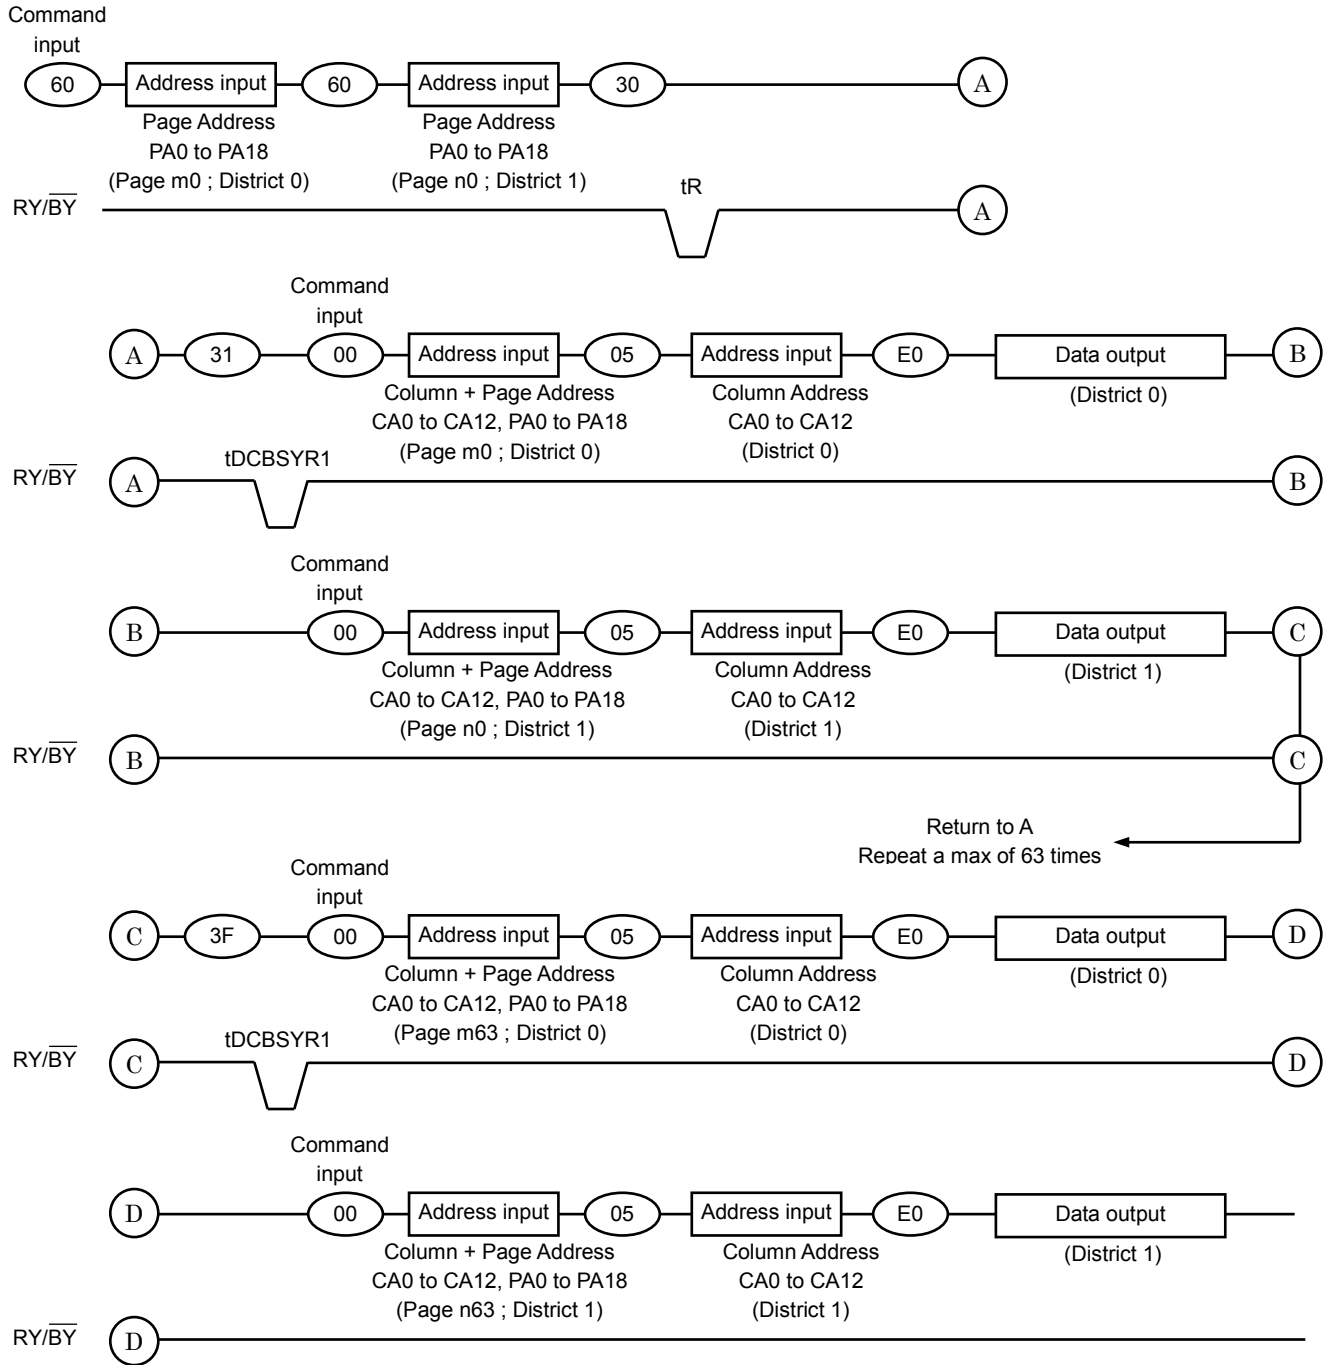 Command
input
60 Address input 60 Address input 30 A
Page Address Page Address
PA0 to PA18 PA0 to PA18
(Page m0 ; District 0) (Page n0 ; District 1)
tR
RY/BY A
Command
input
A 31 00 Address input 05 Address input E0 Data output B
Column + Page Address Column Address (District 0)
CA0 to CA12, PA0 to PA18 CA0 to CA12
(Page m0 ; District 0) (District 0)
tDCBSYR1
RY/BY A B
Command
input
B 00 Address input 05 Address input E0 Data output C
Column + Page Address Column Address (District 1)
CA0 to CA12, PA0 to PA18 CA0 to CA12
(Page n0 ; District 1) (District 1)
RY/BY B C
Return to A
Repeat a max of 63 times
Command
input
C 3F 00 Address input 05 Address input E0 Data output D
Column + Page Address Column Address (District 0)
CA0 to CA12, PA0 to PA18 CA0 to CA12
(Page m63 ; District 0) (District 0)
tDCBSYR1
RY/BY C D
Command
input
D 00 Address input 05 Address input E0 Data output
Column + Page Address Column Address (District 1)
CA0 to CA12, PA0 to PA18 CA0 to CA12
(Page n63 ; District 1) (District 1)
RY/BY D